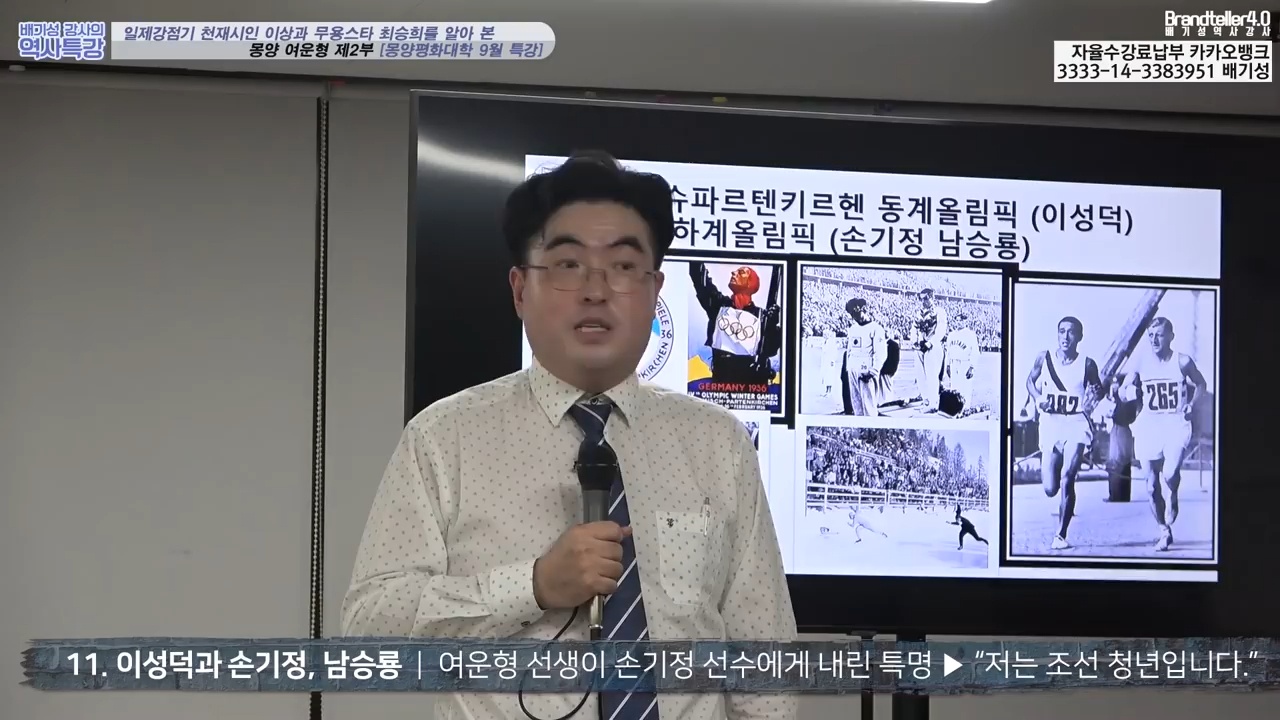 배기성 강사의
역사특강
일제강점기 천재시인 이상과 무용스타 최승희를 알아 본
몽양 여운형 제2부 [몽양평화대학 9월 특강]
Brandteller4.0
배기성역사강사
자율수강료납부 카카오뱅크
3333-14-3383951 배기성
수파르텐키르헨 동계올림픽 (이성덕)
하계올림픽 (손기정 남승룡)
GERMANY 1936
OLYMPIC WINTER GAMES
382
265
11. 이성덕과 손기정, 남승룡 | 여운형 선생이 손기정 선수에게 내린 특명 ▶ “저는 조선 청년입니다.”